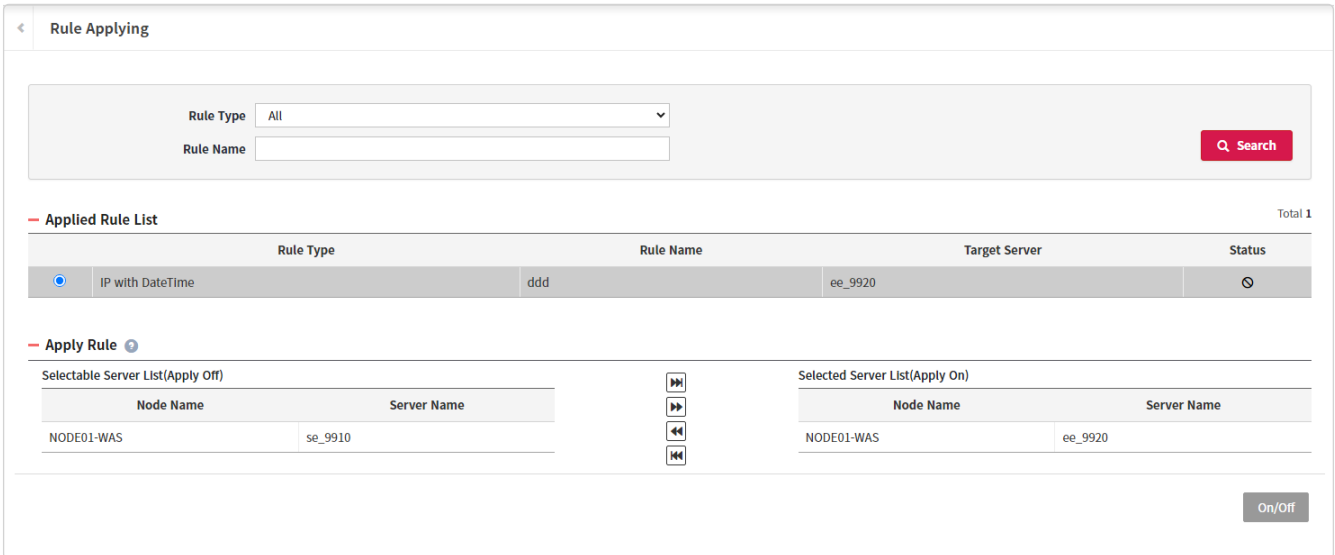 Rule Applying
Rule Type All
Rule Name
Search
Applied Rule List Total 1
Rule Type Rule Name Target Server Status
IP with DateTime ddd ee_9920
Apply Rule
Selectable Server List(Apply Off) Selected Server List(Apply On)
Node Name Server Name Node Name Server Name
NODE01-WAS se_9910 NODE01-WAS ee_9920
On/Off